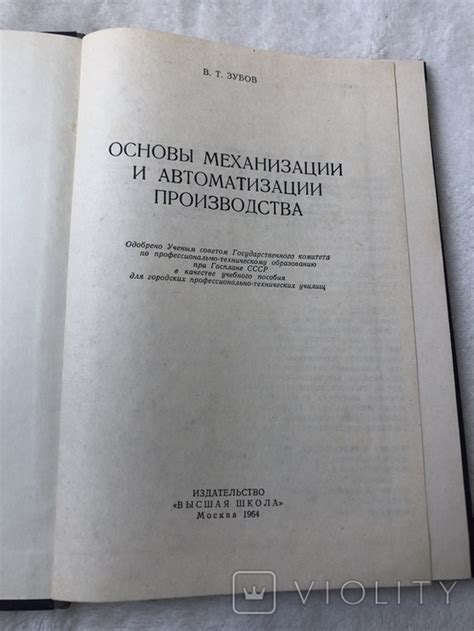 В. Т. ЗУБОВ
ОСНОВЫ МЕХАНИЗАЦИИ
И АВТОМАТИЗАЦИИ
ПРОИЗВОДСТВА
Одобрено Ученым советом Государственного комитета
по профессионально-техническому образованию
при Госплане СССР
в качестве учебного пособия
для городских профессионально-технических училищ
ИЗДАТЕЛЬСТВО
«ВЫСШАЯ ШКОЛА»
Москва 1964
VIOLITY